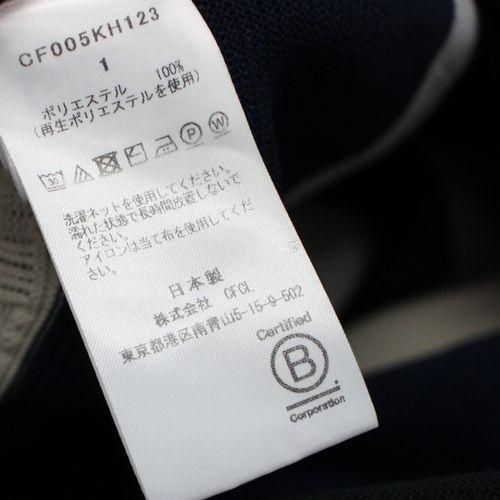 CF005KH123
1
ポリエステル 100%
(再生ポリエステルを使用)
30 P W
洗濯ネットを使用してください。
濡れた状態で長時間放置しないで
ください。
アイロンは当て布を使用してくだ
さい。
日本製
株式会社 CFCL
東京都港区南青山5-15-9-502
Certified
B
Corporation